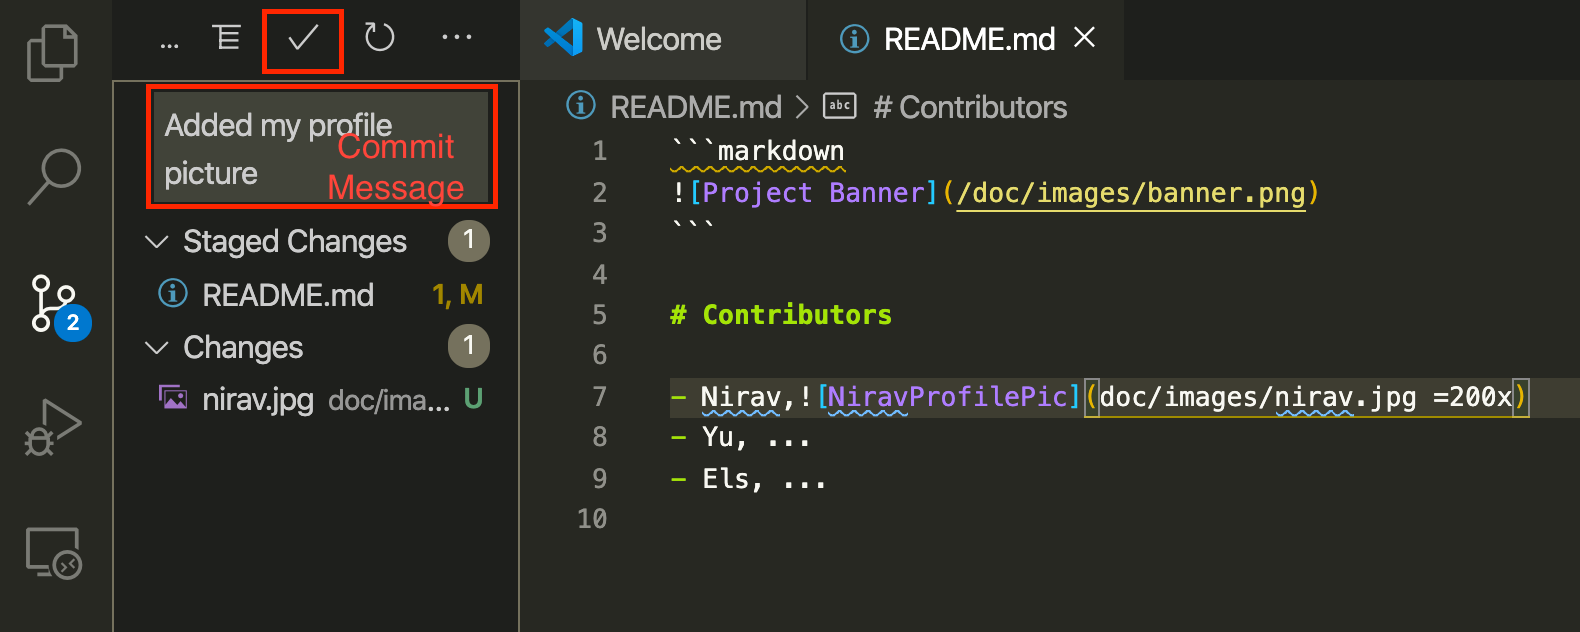 ...
Welcome
README.md
Added my profile
picture
Commit
Message
Staged Changes 1
README.md 1, M
Changes 1
nirav.jpg doc/ima... U
2
README.md > abc # Contributors
1 ```markdown
2 ![Project Banner](/doc/images/banner.png)
3 ```
4
5 # Contributors
6
7 - Nirav,![NiravProfilePic](doc/images/nirav.jpg =200x)
8 - Yu, ...
9 - Els, ...
10